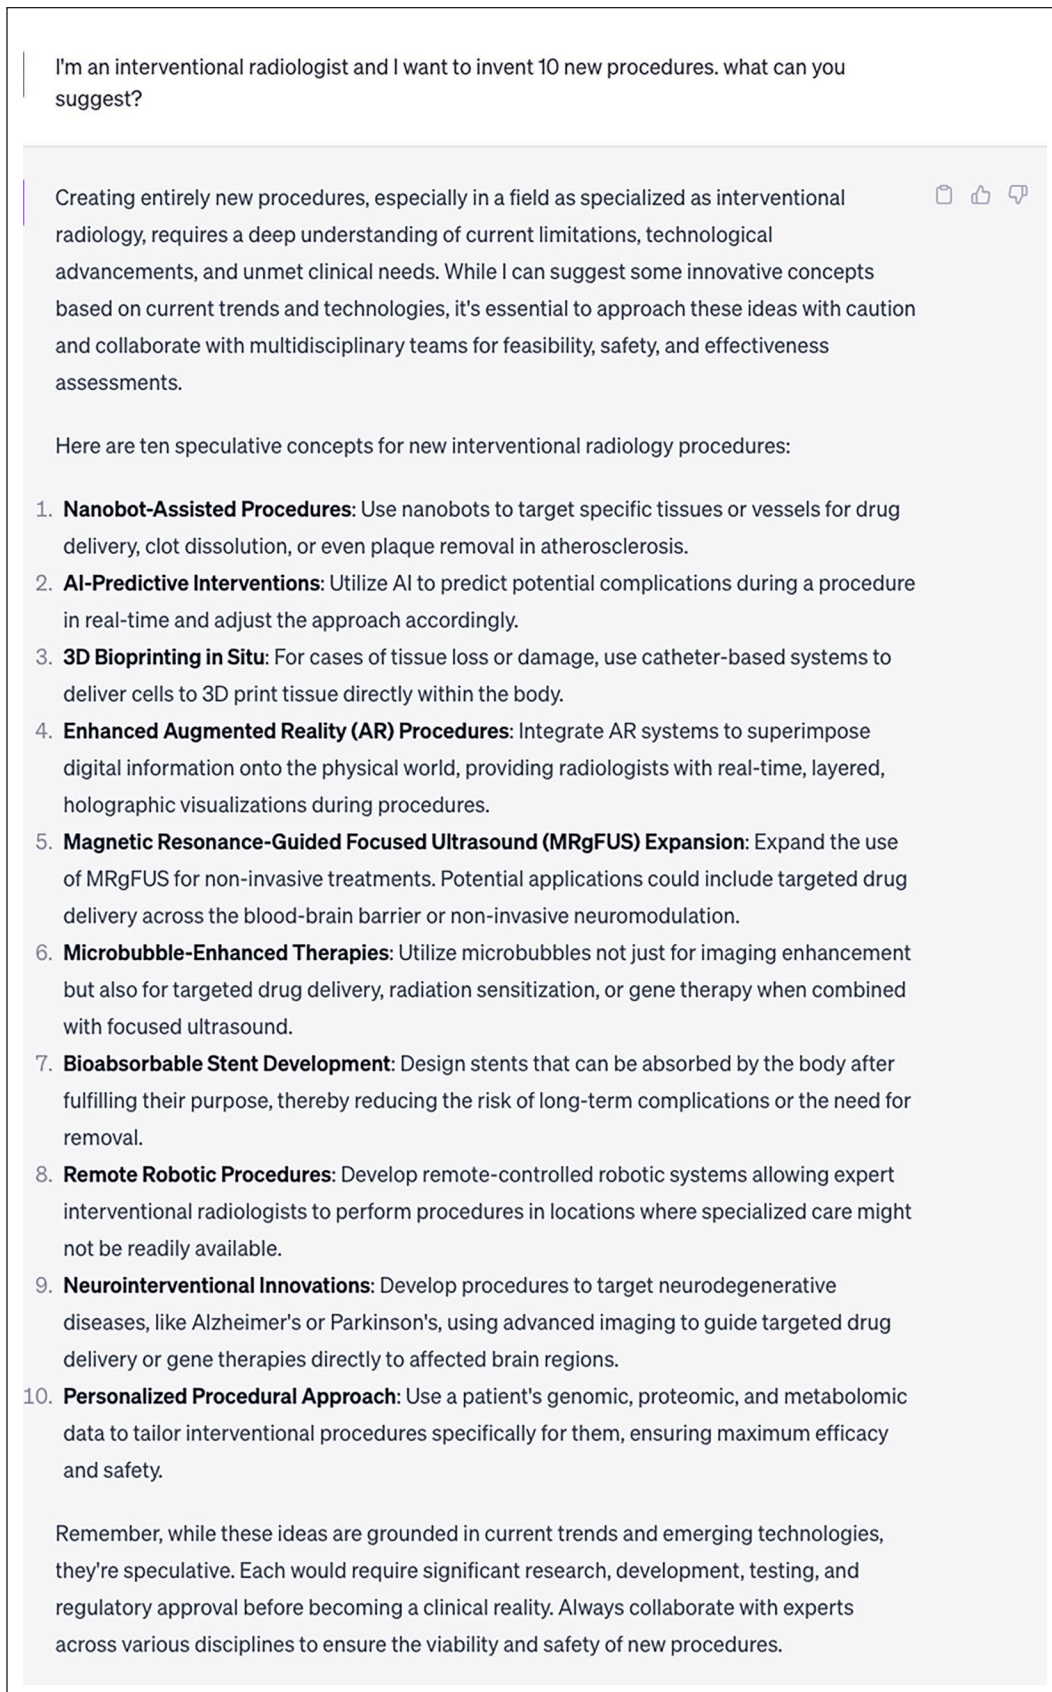 I'm an interventional radiologist and I want to invent 10 new procedures. what can you
suggest?
Creating entirely new procedures, especially in a field as specialized as interventional
radiology, requires a deep understanding of current limitations, technological
advancements, and unmet clinical needs. While I can suggest some innovative concepts
based on current trends and technologies, it's essential to approach these ideas with caution
and collaborate with multidisciplinary teams for feasibility, safety, and effectiveness
assessments.
Here are ten speculative concepts for new interventional radiology procedures:
1. Nanobot-Assisted Procedures: Use nanobots to target specific tissues or vessels for drug
delivery, clot dissolution, or even plaque removal in atherosclerosis.
2. AI-Predictive Interventions: Utilize AI to predict potential complications during a procedure
in real-time and adjust the approach accordingly.
3. 3D Bioprinting in Situ: For cases of tissue loss or damage, use catheter-based systems to
deliver cells to 3D print tissue directly within the body.
4. Enhanced Augmented Reality (AR) Procedures: Integrate AR systems to superimpose
digital information onto the physical world, providing radiologists with real-time, layered,
holographic visualizations during procedures.
5. Magnetic Resonance-Guided Focused Ultrasound (MRgFUS) Expansion: Expand the use
of MRgFUS for non-invasive treatments. Potential applications could include targeted drug
delivery across the blood-brain barrier or non-invasive neuromodulation.
6. Microbubble-Enhanced Therapies: Utilize microbubbles not just for imaging enhancement
but also for targeted drug delivery, radiation sensitization, or gene therapy when combined
with focused ultrasound.
7. Bioabsorbable Stent Development: Design stents that can be absorbed by the body after
fulfilling their purpose, thereby reducing the risk of long-term complications or the need for
removal.
8. Remote Robotic Procedures: Develop remote-controlled robotic systems allowing expert
interventional radiologists to perform procedures in locations where specialized care might
not be readily available.
9. Neurointerventional Innovations: Develop procedures to target neurodegenerative
diseases, like Alzheimer's or Parkinson's, using advanced imaging to guide targeted drug
delivery or gene therapies directly to affected brain regions.
10. Personalized Procedural Approach: Use a patient's genomic, proteomic, and metabolomic
data to tailor interventional procedures specifically for them, ensuring maximum efficacy
and safety.
Remember, while these ideas are grounded in current trends and emerging technologies,
they're speculative. Each would require significant research, development, testing, and
regulatory approval before becoming a clinical reality. Always collaborate with experts
across various disciplines to ensure the viability and safety of new procedures.